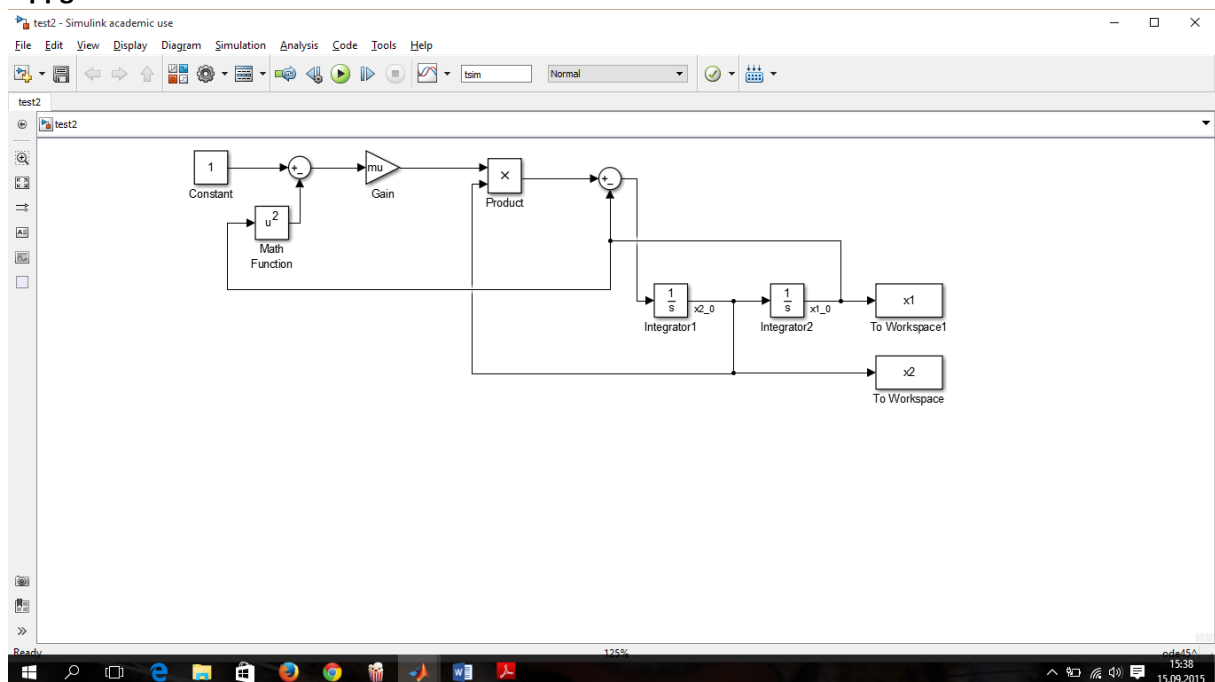 test2 - Simulink academic use
File Edit View Display Diagram Simulation Analysis Code Tools Help
tsim Normal
test2
test2
1
Constant
+
-
mu
Gain
×
Product
+
-
u2
Math
Function
1
s
x2_0
Integrator1
1
s
x1_0
Integrator2
x1
To Workspace1
x2
To Workspace
Ready 125%
15:38
15.09.2015